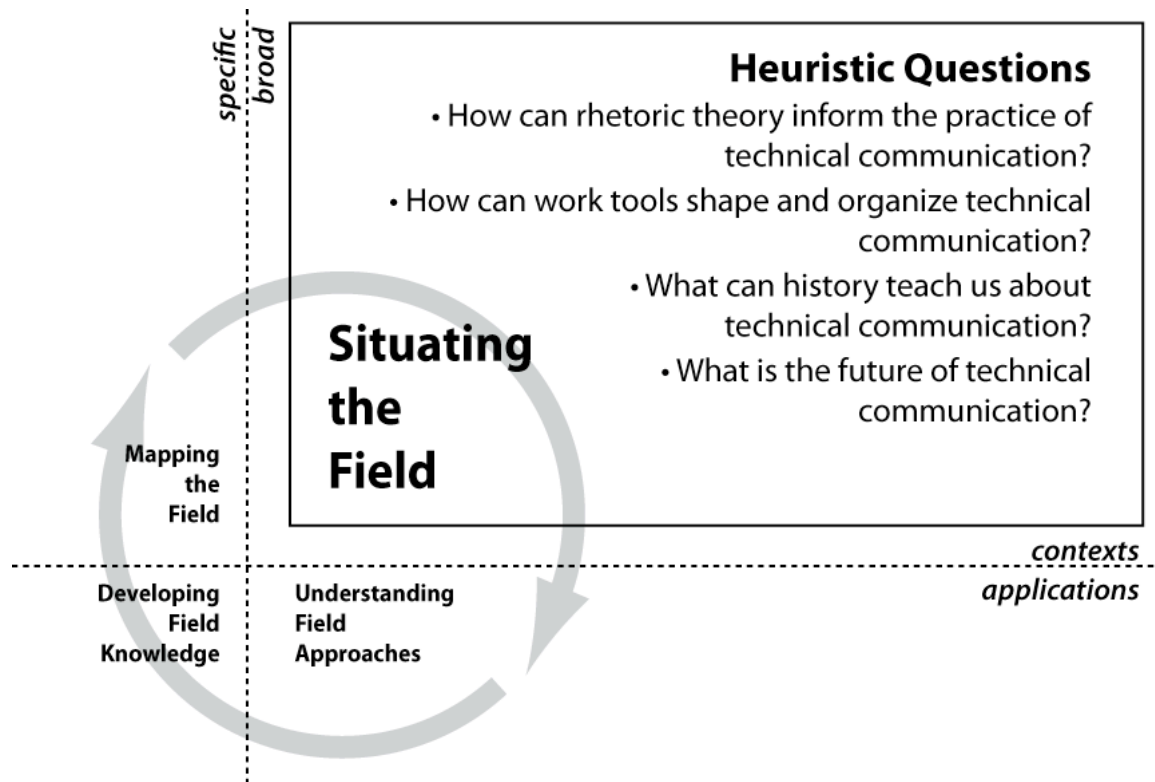 specific
broad
Heuristic Questions
• How can rhetoric theory inform the practice of
technical communication?
• How can work tools shape and organize technical
communication?
• What can history teach us about
technical communication?
• What is the future of technical
communication?
Situating
the
Field
Mapping
the
Field
contexts
applications
Developing
Field
Knowledge
Understanding
Field
Approaches